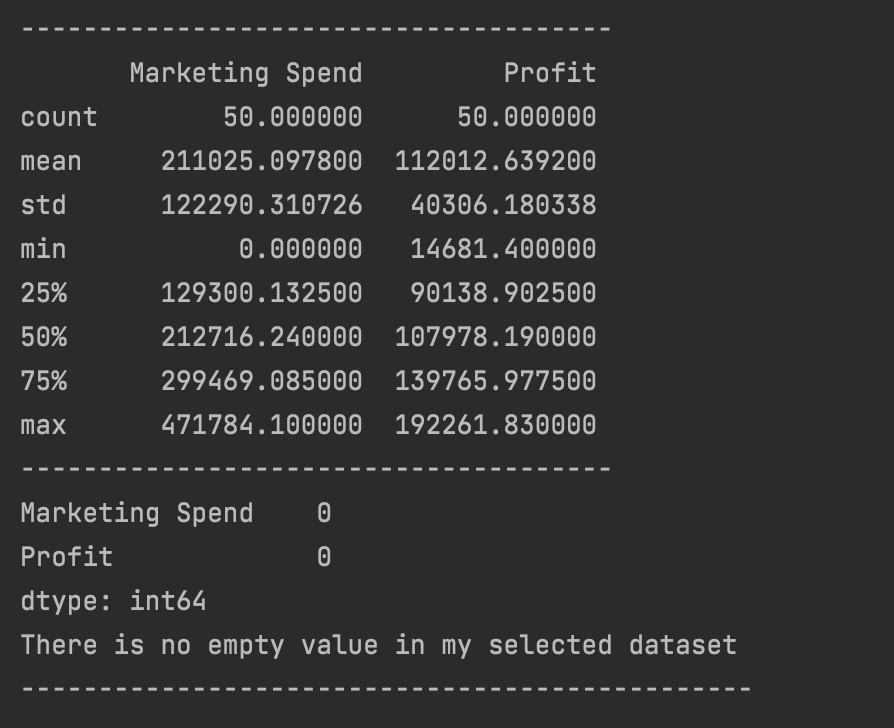 --------------------------------------
       Marketing Spend         Profit
count        50.000000      50.000000
mean     211025.097800  112012.639200
std      122290.310726   40306.180338
min           0.000000   14681.400000
25%      129300.132500   90138.902500
50%      212716.240000  107978.190000
75%      299469.085000  139765.977500
max      471784.100000  192261.830000
--------------------------------------
Marketing Spend    0
Profit             0
dtype: int64
There is no empty value in my selected dataset
-----------------------------------------------